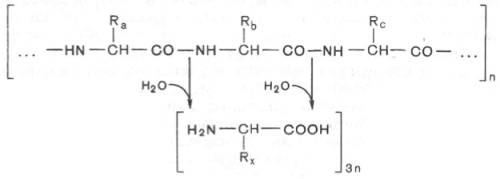 Ra Rb Rc
... — HN — CH — CO — NH — CH — CO — NH — CH — CO — ...
n
H₂O H₂O
H₂N — CH — COOH
Rx
3n